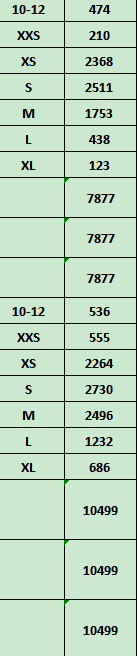 10-12 474
XXS 210
XS 2368
S 2511
M 1753
L 438
XL 123
7877
7877
7877
10-12 536
XXS 555
XS 2264
S 2730
M 2496
L 1232
XL 686
10499
10499
10499